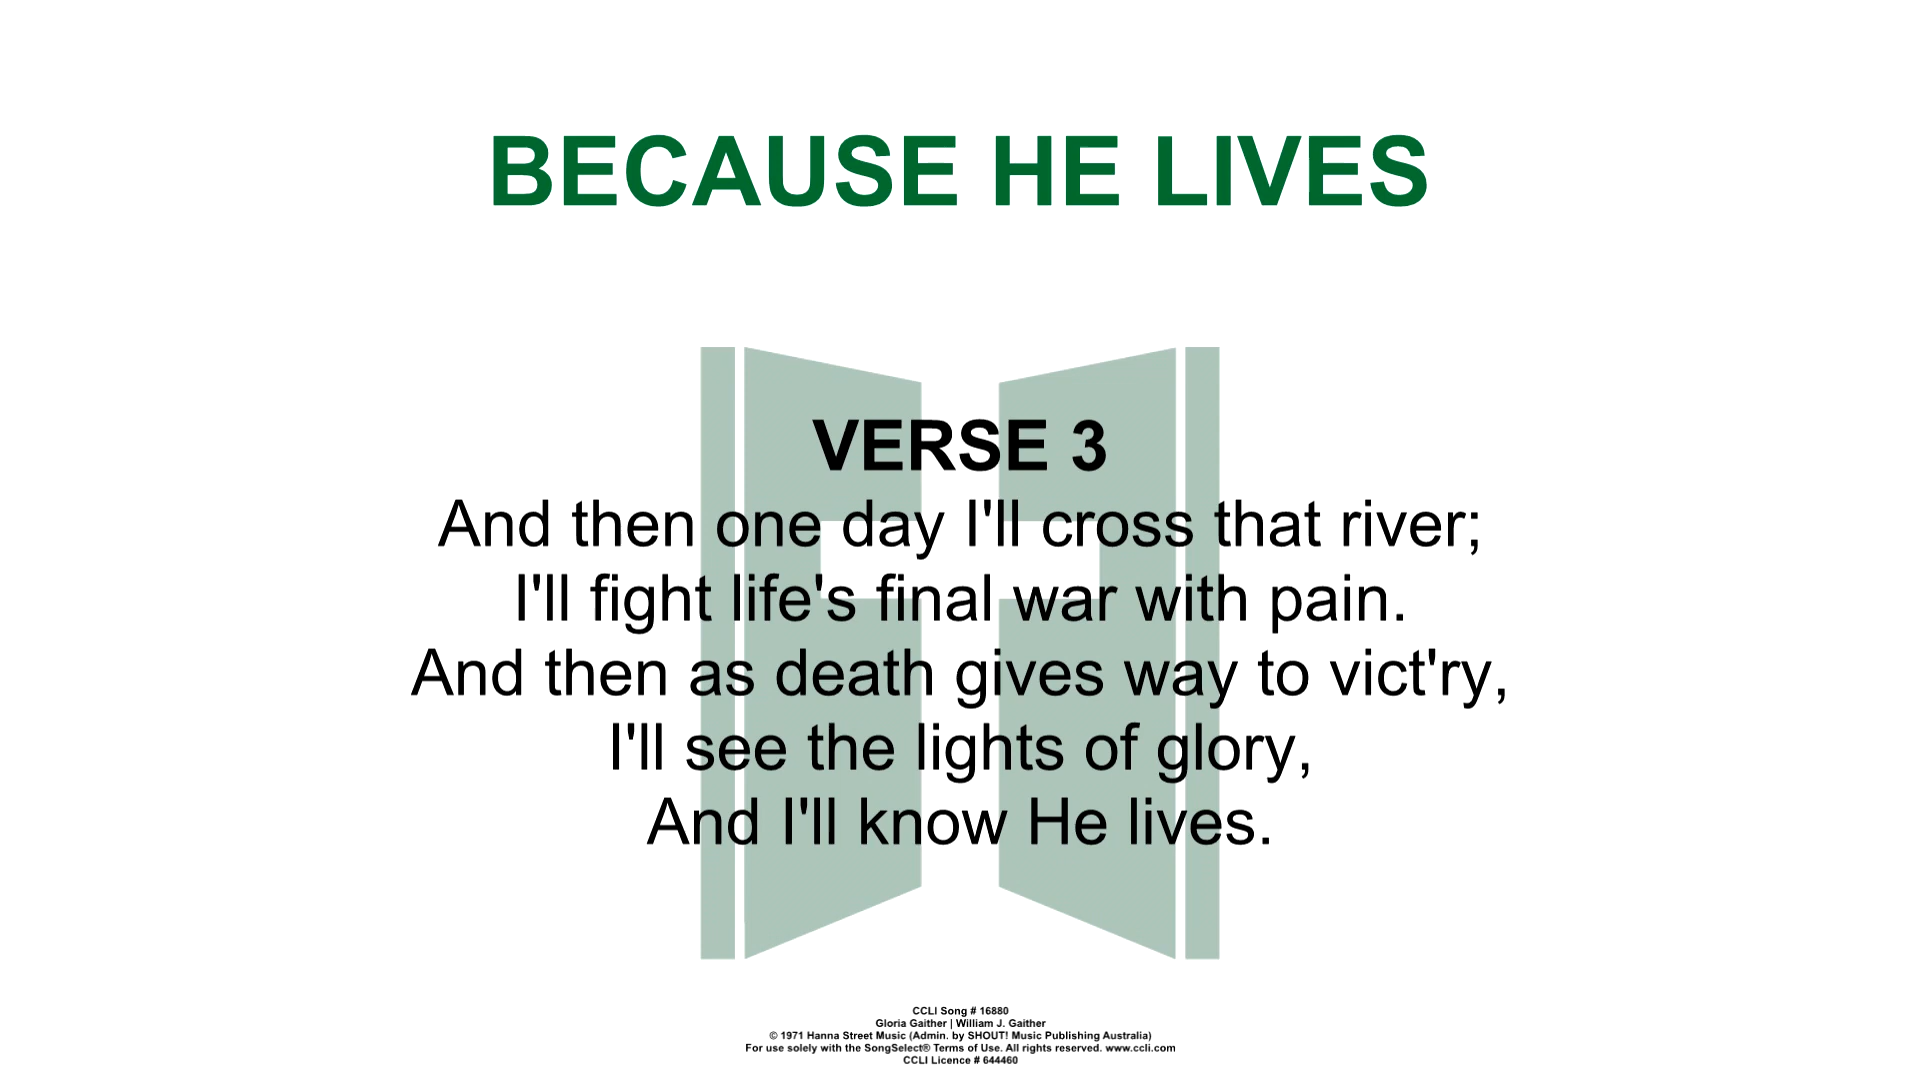 BECAUSE HE LIVES
VERSE 3
And then one day I'll cross that river;
I'll fight life's final war with pain.
And then as death gives way to vict'ry,
I'll see the lights of glory,
And I'll know He lives.
CCLI Song # 16880
Gloria Gaither | William J. Gaither
© 1971 Hanna Street Music (Admin. by SHOUT! Music Publishing Australia)
For use solely with the SongSelect® Terms of Use. All rights reserved. www.ccli.com
CCLI Licence # 644460